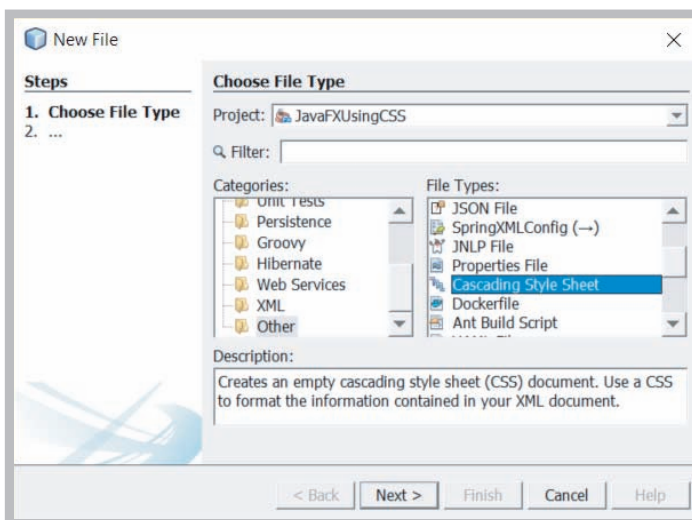 New File
Steps
1. Choose File Type
2. ...
Choose File Type
Project: JavaFXUsingCSS
Filter:
Categories:
Unit Tests
Persistence
Groovy
Hibernate
Web Services
XML
Other
File Types:
JSON File
SpringXMLConfig (→)
JNLP File
Properties File
Cascading Style Sheet
Dockerfile
Ant Build Script
Description:
Creates an empty cascading style sheet (CSS) document. Use a CSS
to format the information contained in your XML document.
< Back Next > Finish Cancel Help